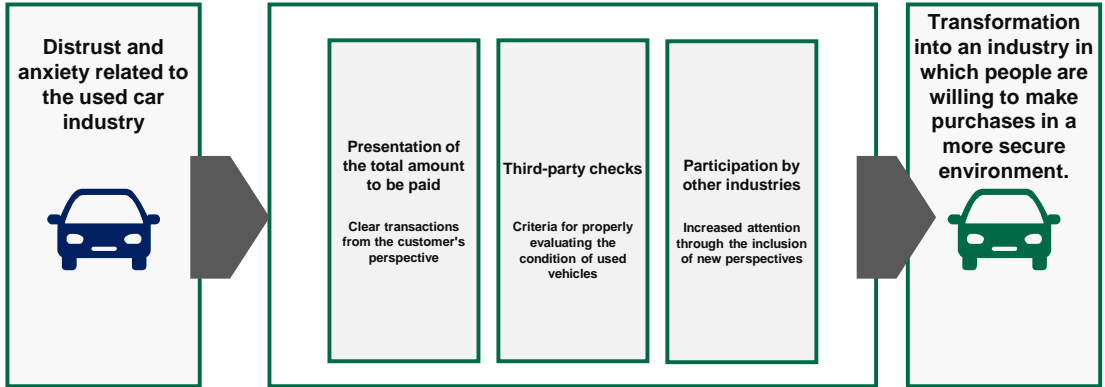 Distrust and
anxiety related to
the used car
industry
Presentation of
the total amount
to be paid
Clear transactions
from the customer's
perspective
Third-party checks
Criteria for properly
evaluating the
condition of used
vehicles
Participation by
other industries
Increased attention
through the inclusion
of new perspectives
Transformation
into an industry in
which people are
willing to make
purchases in a
more secure
environment.